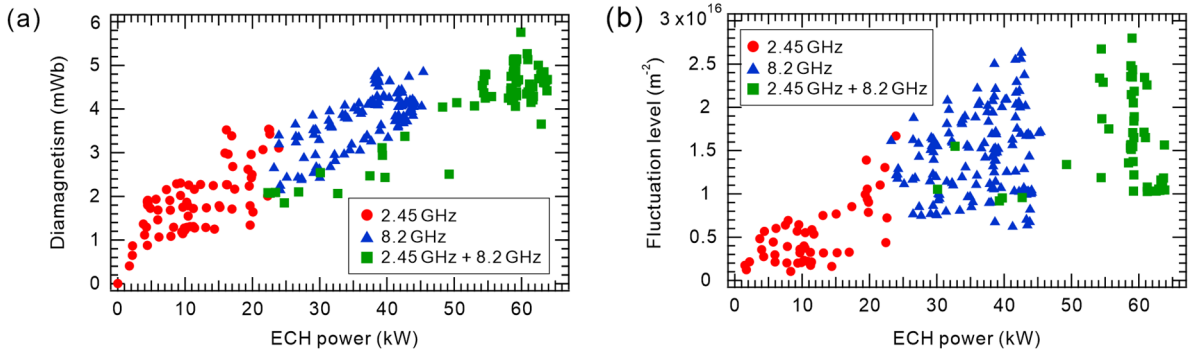 (a)
Diamagnetism (mWb)
6
5
4
3
2
1
0
2.45 GHz
8.2 GHz
2.45 GHz + 8.2 GHz
0 10 20 30 40 50 60
ECH power (kW)
(b)
Fluctuation level (m⁻²)
3 x10¹⁶
2.5
2
1.5
1
0.5
0
2.45 GHz
8.2 GHz
2.45 GHz + 8.2 GHz
0 10 20 30 40 50 60
ECH power (kW)